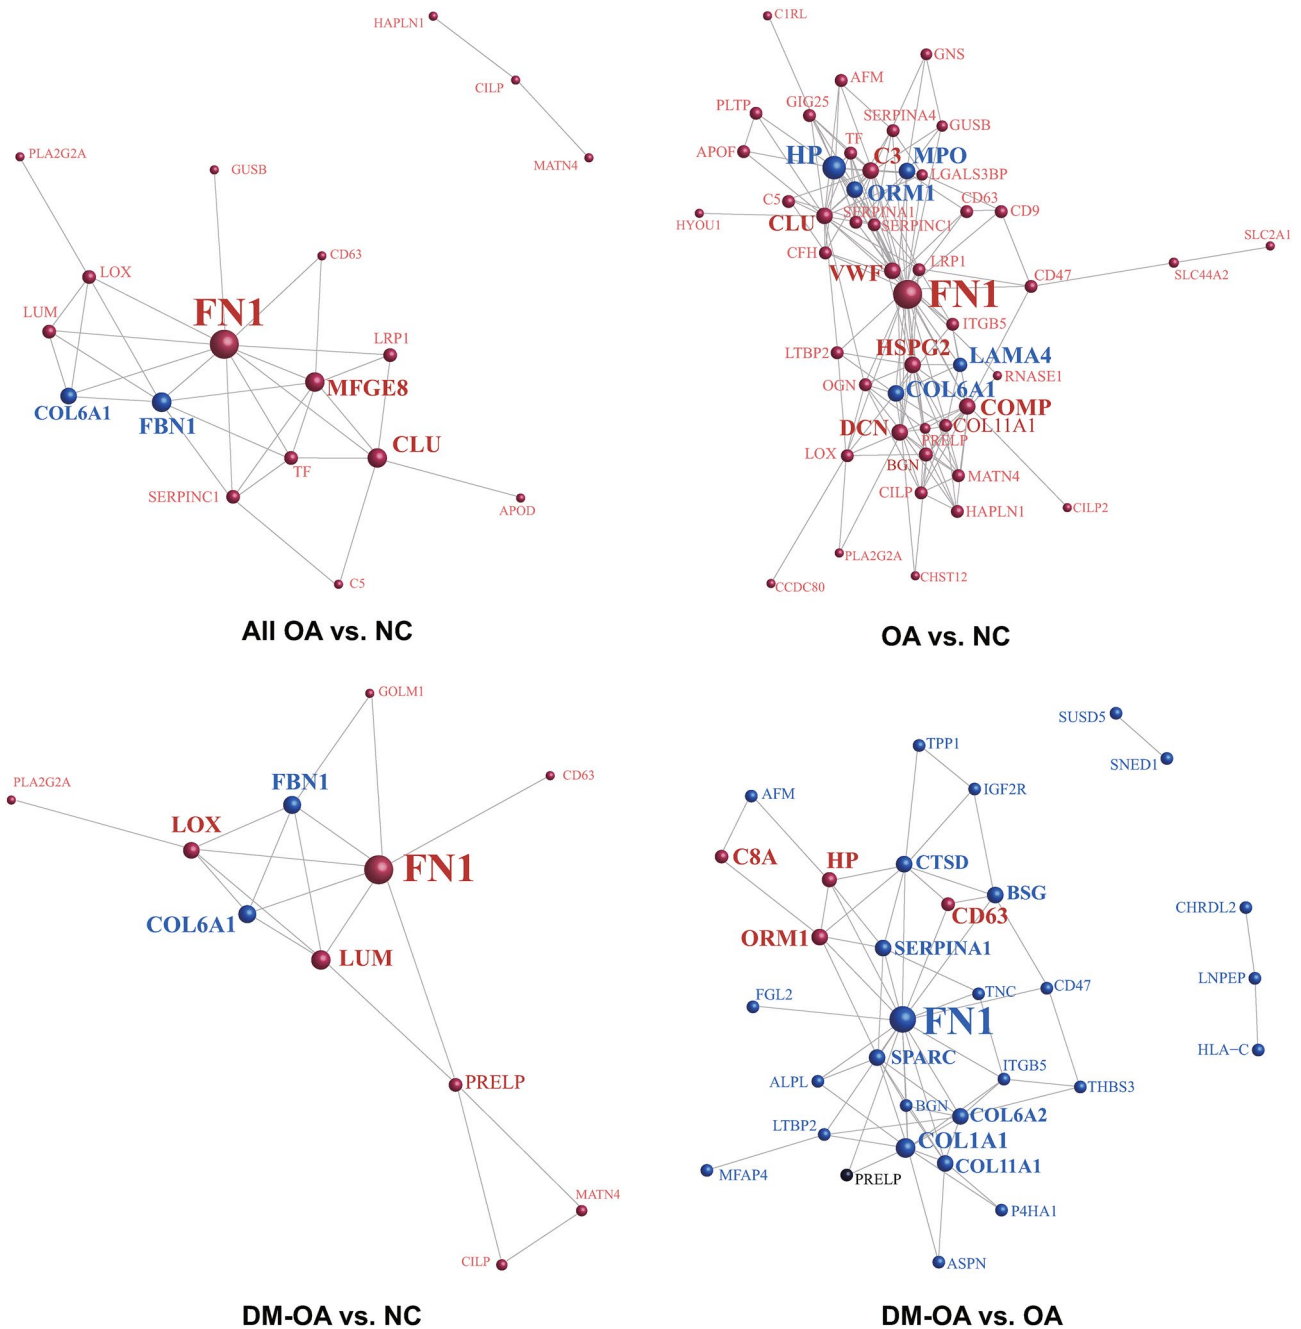 HAPLN1
CILP
MATN4
PLA2G2A
GUSB
CD63
LOX
LUM
FN1
LRP1
MFGE8
COL6A1
FBN1
CLU
TF
SERPINC1
APOD
C5
All OA vs. NC
C1RL
GNS
AFM
PLTP
GIG25
SERPINA4
GUSB
TF
APOF
HP
C3
MPO
LGALS3BP
ORM1
C5
CD63
CD9
SERPINA1
HYOU1
CLU
SERPINC1
SLC2A1
CFH
VWF
LRP1
CD47
SLC44A2
FN1
ITGB5
LTBP2
HSPG2
LAMA4
RNASE1
OGN
COL6A1
COMP
DCN
COL11A1
PRELP
LOX
BGN
MATN4
CILP
HAPLN1
CILP2
PLA2G2A
CHST12
CCDC80
OA vs. NC
GOLM1
PLA2G2A
FBN1
CD63
LOX
FN1
COL6A1
LUM
PRELP
MATN4
CILP
DM-OA vs. NC
SUSD5
TPP1
SNED1
IGF2R
AFM
C8A
HP
CTSD
BSG
CHRDL2
CD63
ORM1
SERPINA1
LNPEP
FGL2
TNC
CD47
FN1
HLA-C
SPARC
ITGB5
ALPL
THBS3
BGN
COL6A2
LTBP2
COL1A1
COL11A1
MFAP4
PRELP
P4HA1
ASPN
DM-OA vs. OA